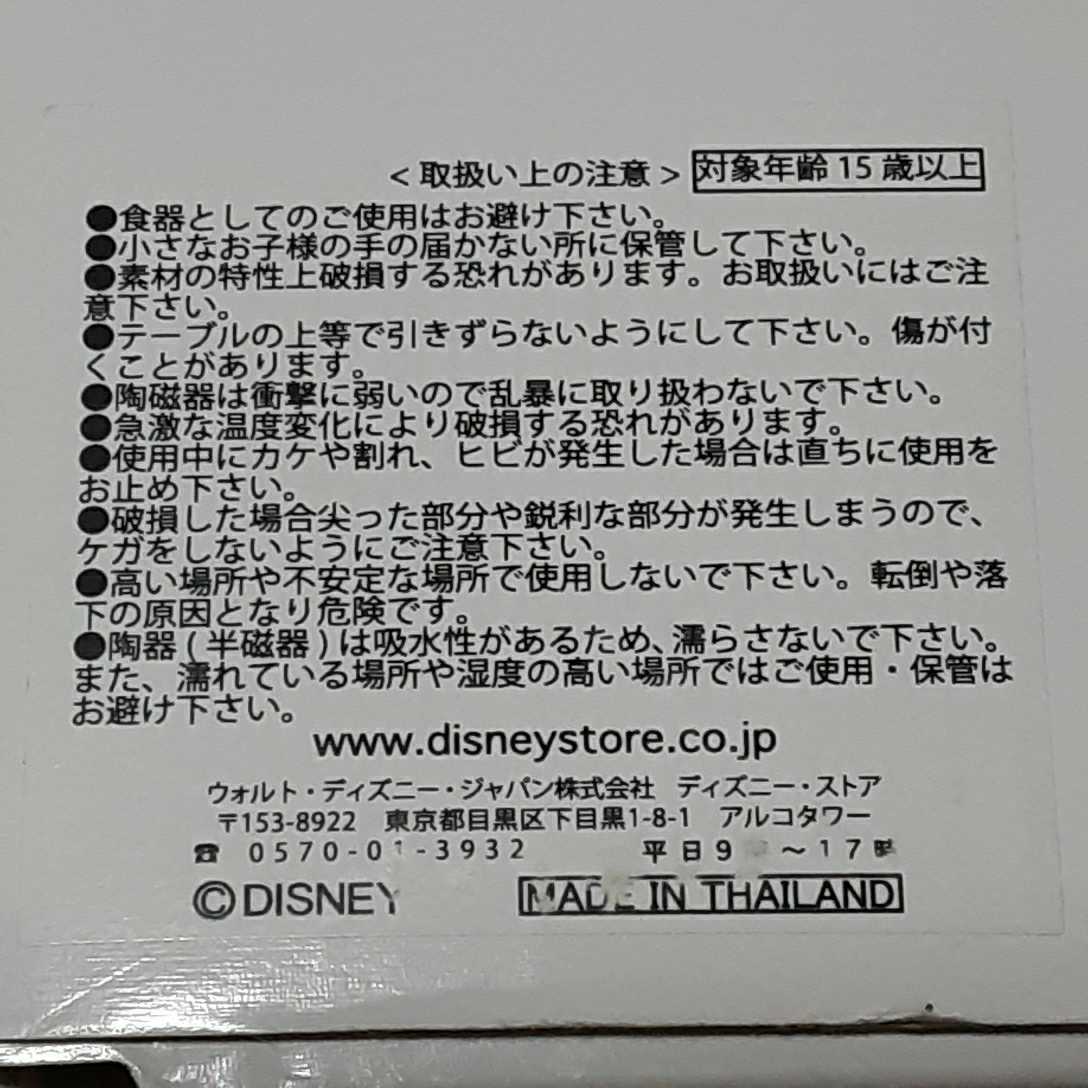 <取扱い上の注意> 対象年齢15歳以上
●食器としてのご使用はお避け下さい。
●小さなお子様の手の届かない所に保管して下さい。
●素材の特性上破損する恐れがあります。お取扱いにはご注
意下さい。
●テーブルの上等で引きずらないようにして下さい。傷が付
くことがあります。
●陶磁器は衝撃に弱いので乱暴に取り扱わないで下さい。
●急激な温度変化により破損する恐れがあります。
●使用中にカケや割れ、ヒビが発生した場合は直ちに使用を
お止め下さい。
●破損した場合尖った部分や鋭利な部分が発生しまうので、
ケガをしないようにご注意下さい。
●高い場所や不安定な場所で使用しないで下さい。転倒や落
下の原因となり危険です。
●陶器(半磁器)は吸水性があるため、濡らさないで下さい。
また、濡れている場所や湿度の高い場所ではご使用・保管は
お避け下さい。
www.disneystore.co.jp
ウォルト・ディズニー・ジャパン株式会社 ディズニー・ストア
〒153-8922 東京都目黒区下目黒1-8-1 アルコタワー
☎ 0570-01-3932 平日9 ～17時
©DISNEY MADE IN THAILAND